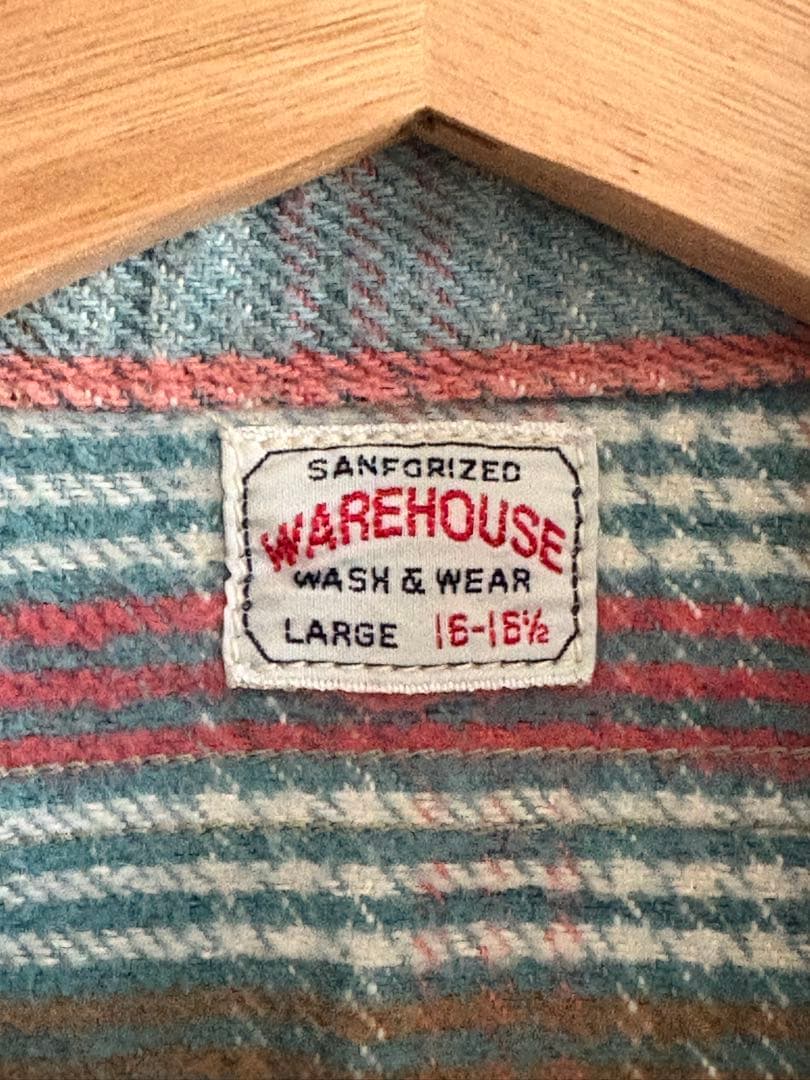 SANFORIZED
WAREHOUSE
WASH & WEAR
LARGE 16-16½